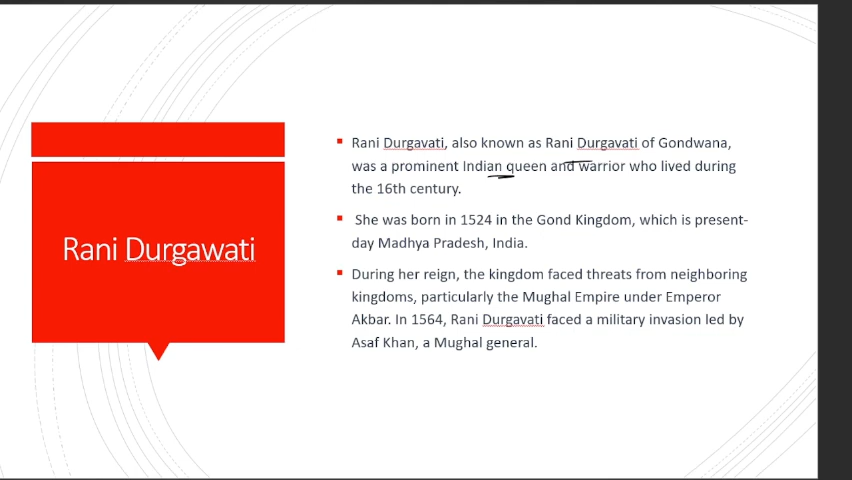 Rani Durgawati
Rani Durgavati, also known as Rani Durgavati of Gondwana,
was a prominent Indian queen and warrior who lived during
the 16th century.
She was born in 1524 in the Gond Kingdom, which is present-
day Madhya Pradesh, India.
During her reign, the kingdom faced threats from neighboring
kingdoms, particularly the Mughal Empire under Emperor
Akbar. In 1564, Rani Durgavati faced a military invasion led by
Asaf Khan, a Mughal general.